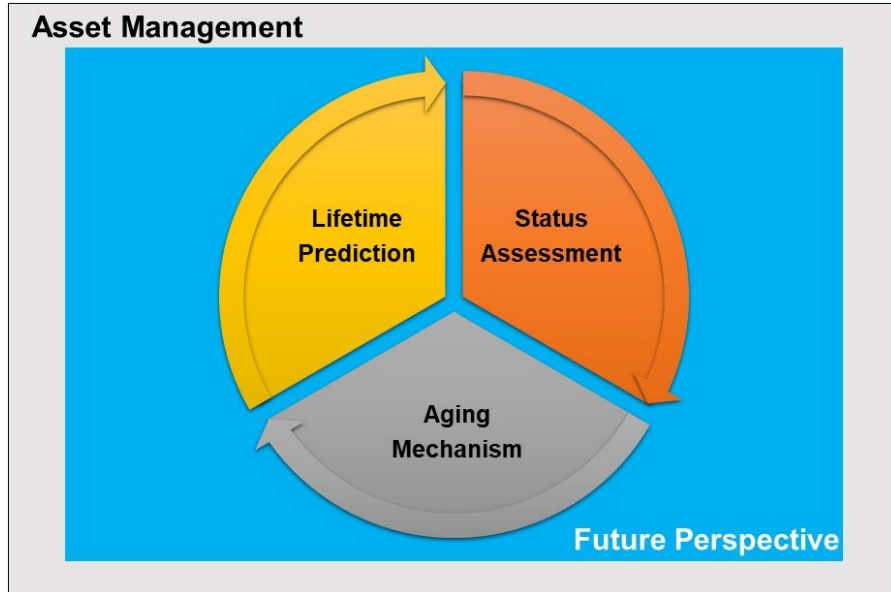 Asset Management
Lifetime
Prediction
Status
Assessment
Aging
Mechanism
Future Perspective